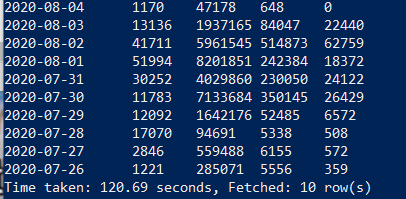 2020-08-04 1170 47178 648 0
2020-08-03 13136 1937165 84047 22440
2020-08-02 41711 5961545 514873 62759
2020-08-01 51994 8201851 242384 18372
2020-07-31 30252 4029860 230050 24122
2020-07-30 11783 7133684 350145 26429
2020-07-29 12092 1642176 52485 6572
2020-07-28 17070 94691 5338 508
2020-07-27 2846 559488 6155 572
2020-07-26 1221 285071 5556 359
Time taken: 120.69 seconds, Fetched: 10 row(s)